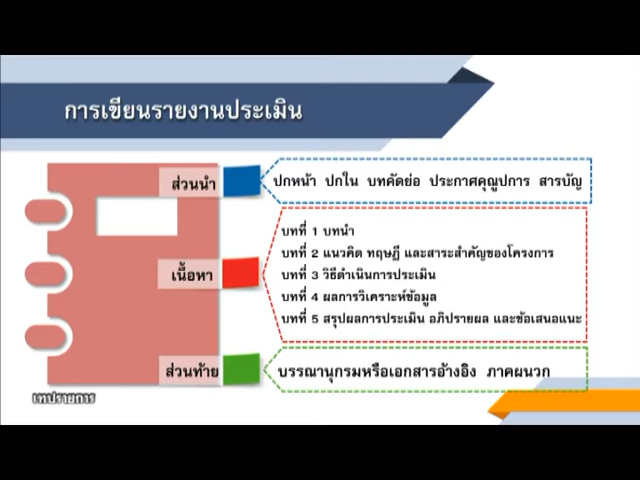 การเขียนรายงานประเมิน
ส่วนนำ
ปกหน้า ปกใน บทคัดย่อ ประกาศคุณูปการ สารบัญ
เนื้อหา
บทที่ 1 บทนำ
บทที่ 2 แนวคิด ทฤษฎี และสาระสำคัญของโครงการ
บทที่ 3 วิธีดำเนินการประเมิน
บทที่ 4 ผลการวิเคราะห์ข้อมูล
บทที่ 5 สรุปผลการประเมิน อภิปรายผล และข้อเสนอแนะ
ส่วนท้าย
บรรณานุกรมหรือเอกสารอ้างอิง ภาคผนวก
เทปรายการ